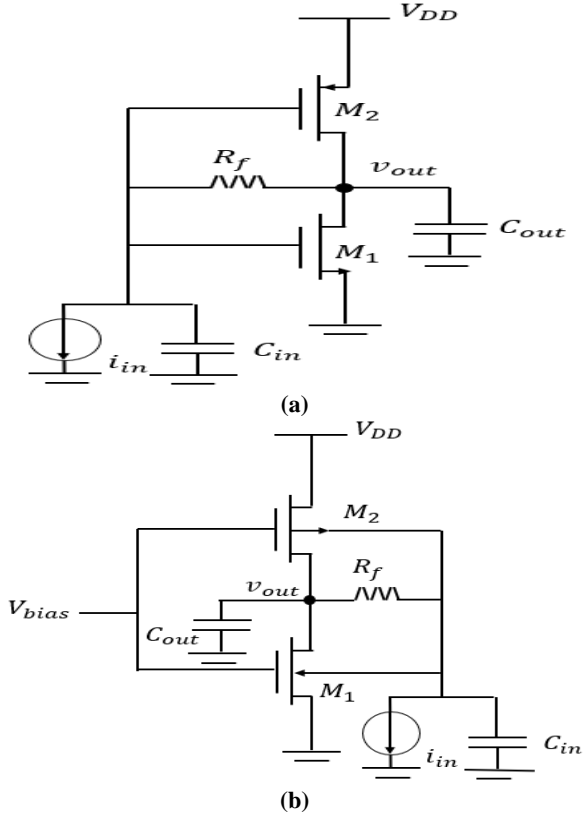 V_DD
M_2
R_f
v_out
C_out
M_1
i_in
C_in
(a)
V_DD
M_2
R_f
v_out
V_bias
C_out
M_1
i_in
C_in
(b)